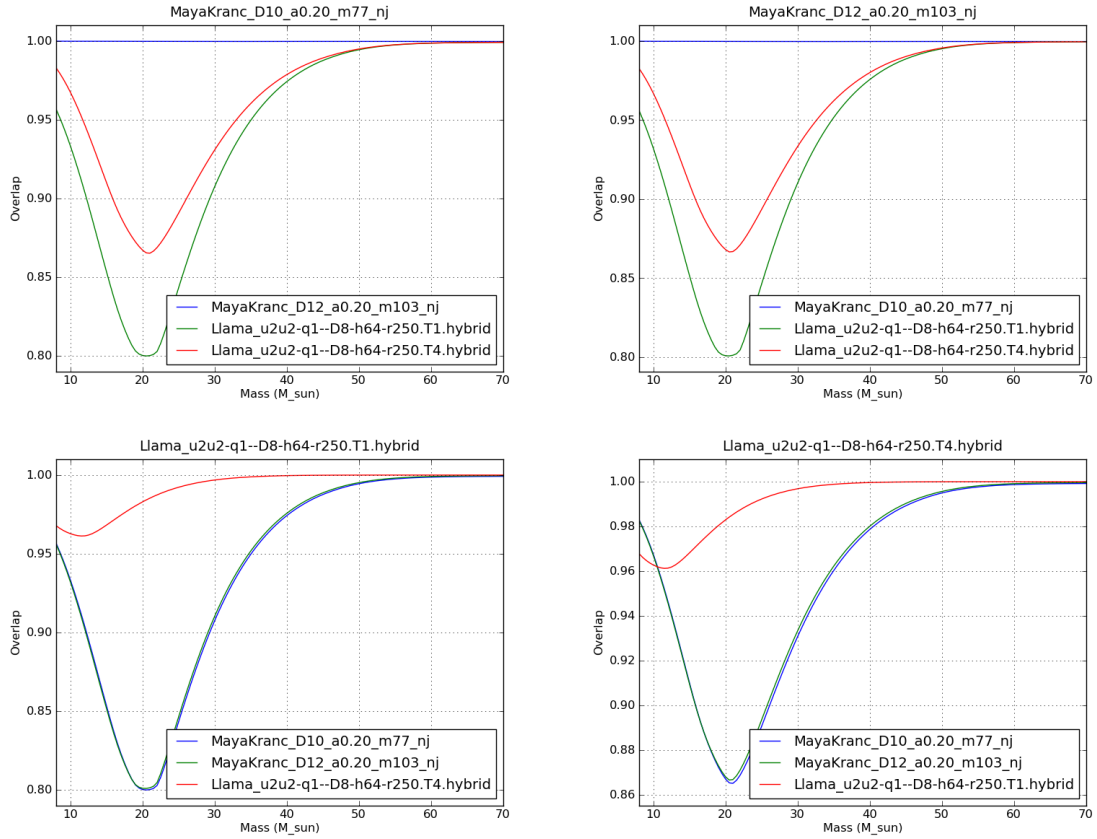 MayaKranc_D10_a0.20_m77_nj
1.00
0.95
0.90
0.85
0.80
Overlap
10 20 30 40 50 60 70
Mass (M_sun)
MayaKranc_D12_a0.20_m103_nj
Llama_u2u2-q1--D8-h64-r250.T1.hybrid
Llama_u2u2-q1--D8-h64-r250.T4.hybrid
MayaKranc_D12_a0.20_m103_nj
1.00
0.95
0.90
0.85
0.80
Overlap
10 20 30 40 50 60 70
Mass (M_sun)
MayaKranc_D10_a0.20_m77_nj
Llama_u2u2-q1--D8-h64-r250.T1.hybrid
Llama_u2u2-q1--D8-h64-r250.T4.hybrid
Llama_u2u2-q1--D8-h64-r250.T1.hybrid
1.00
0.95
0.90
0.85
0.80
Overlap
10 20 30 40 50 60 70
Mass (M_sun)
MayaKranc_D10_a0.20_m77_nj
MayaKranc_D12_a0.20_m103_nj
Llama_u2u2-q1--D8-h64-r250.T4.hybrid
Llama_u2u2-q1--D8-h64-r250.T4.hybrid
1.00
0.98
0.96
0.94
0.92
0.90
0.88
0.86
Overlap
10 20 30 40 50 60 70
Mass (M_sun)
MayaKranc_D10_a0.20_m77_nj
MayaKranc_D12_a0.20_m103_nj
Llama_u2u2-q1--D8-h64-r250.T1.hybrid